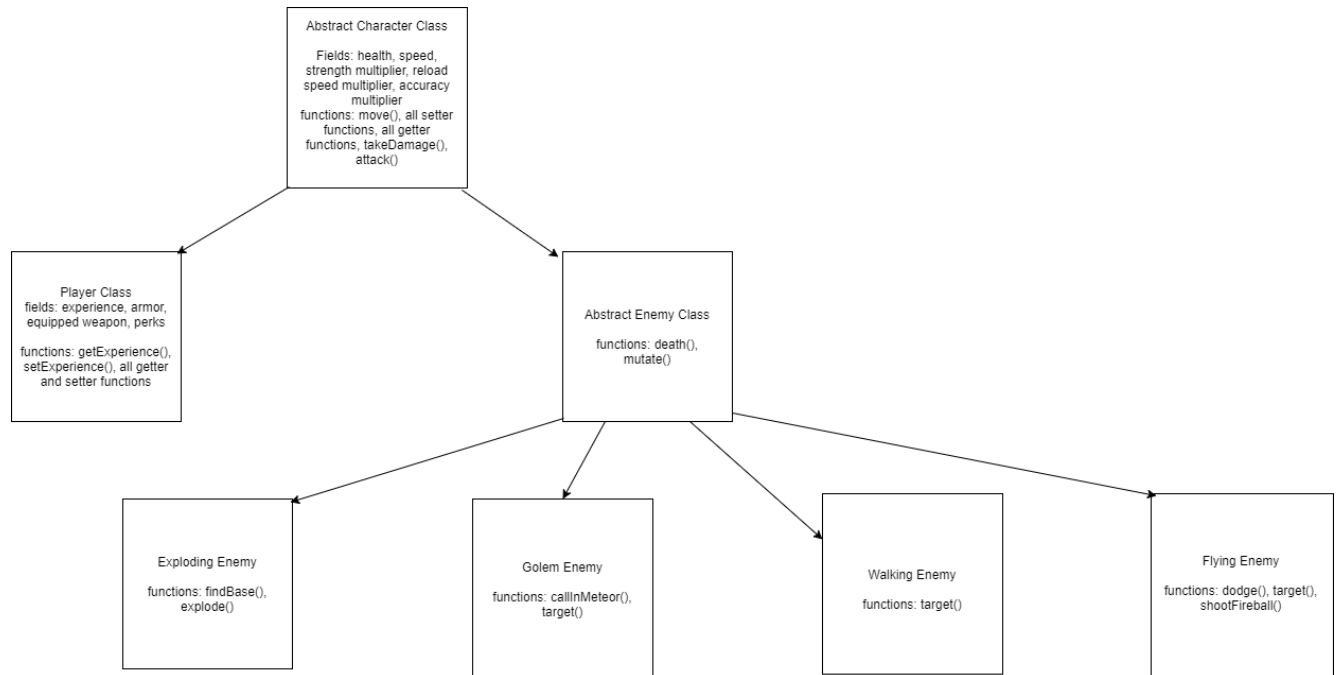 Abstract Character Class
Fields: health, speed,
strength multiplier, reload
speed multiplier, accuracy
multiplier
functions: move(), all setter
functions, all getter
functions, takeDamage(),
attack()
Player Class
fields: experience, armor,
equipped weapon, perks
functions: getExperience(),
setExperience(), all getter
and setter functions
Abstract Enemy Class
functions: death(),
mutate()
Exploding Enemy
functions: findBase(),
explode()
Golem Enemy
functions: callInMeteor(),
target()
Walking Enemy
functions: target()
Flying Enemy
functions: dodge(), target(),
shootFireball()